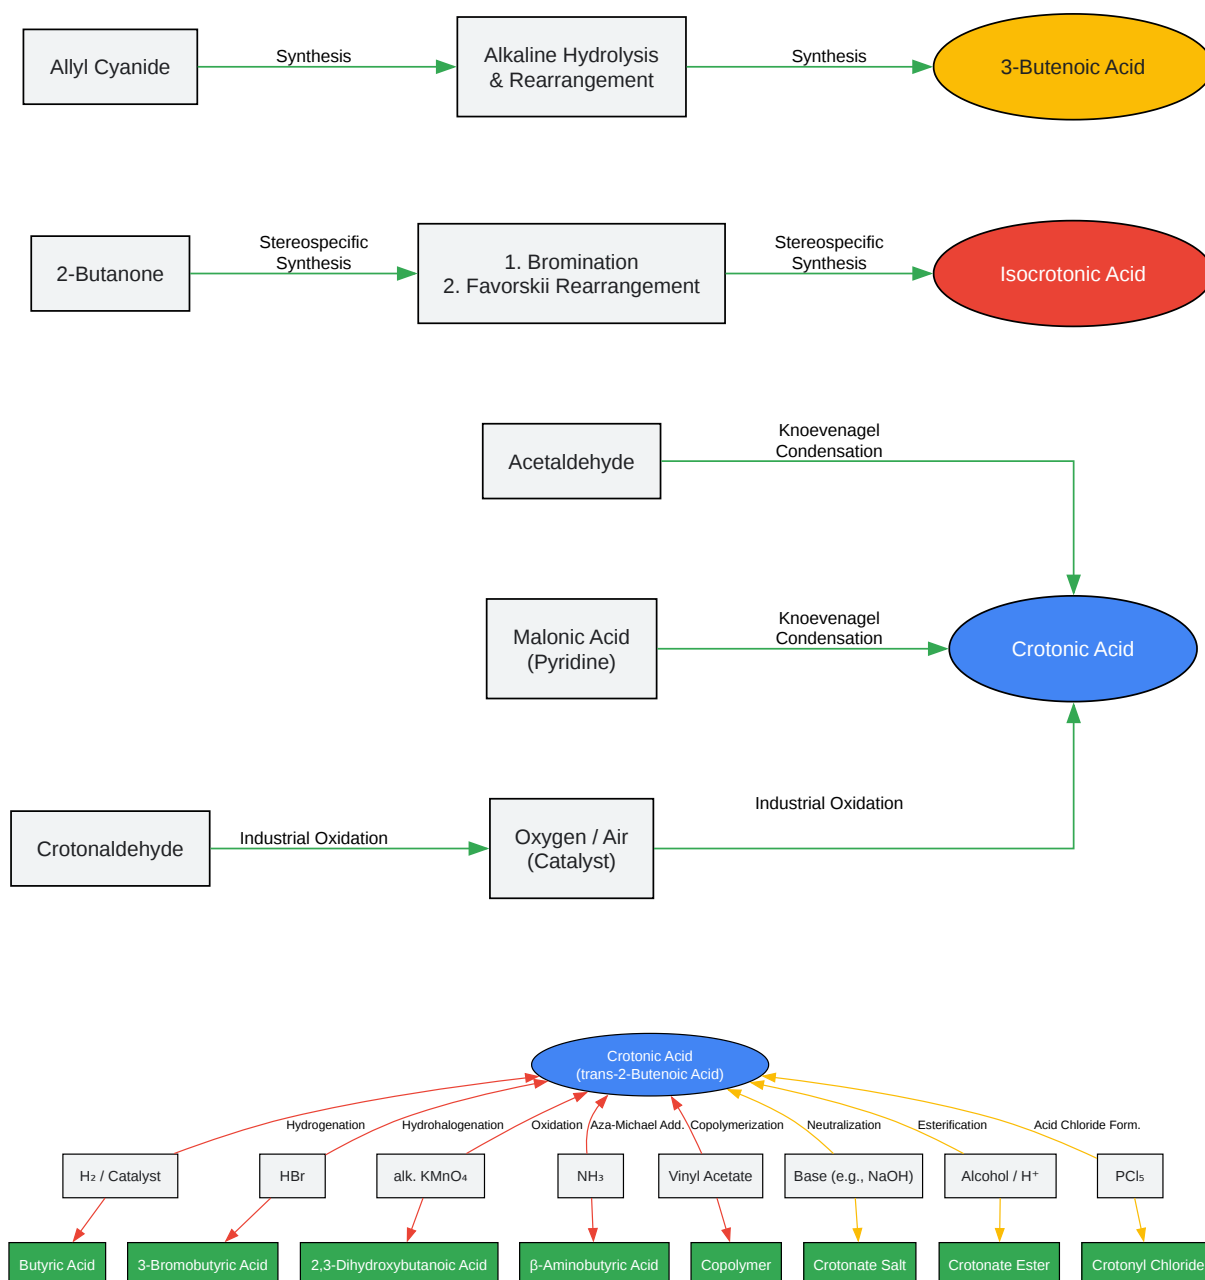 Allyl Cyanide
Synthesis
Alkaline Hydrolysis
& Rearrangement
Synthesis
3-Butenoic Acid
2-Butanone
Stereospecific
Synthesis
1. Bromination
2. Favorskii Rearrangement
Stereospecific
Synthesis
Isocrotonic Acid
Acetaldehyde
Knoevenagel
Condensation
Malonic Acid
(Pyridine)
Knoevenagel
Condensation
Crotonic Acid
Crotonaldehyde
Industrial Oxidation
Oxygen / Air
(Catalyst)
Industrial Oxidation
Crotonic Acid
(trans-2-Butenoic Acid)
Hydrogenation
Hydrohalogenation
Oxidation
Aza-Michael Add.
Copolymerization
Neutralization
Esterification
Acid Chloride Form.
H₂ / Catalyst
HBr
alk. KMnO₄
NH₃
Vinyl Acetate
Base (e.g., NaOH)
Alcohol / H⁺
PCl₅
Butyric Acid
3-Bromobutyric Acid
2,3-Dihydroxybutanoic Acid
β-Aminobutyric Acid
Copolymer
Crotonate Salt
Crotonate Ester
Crotonyl Chloride